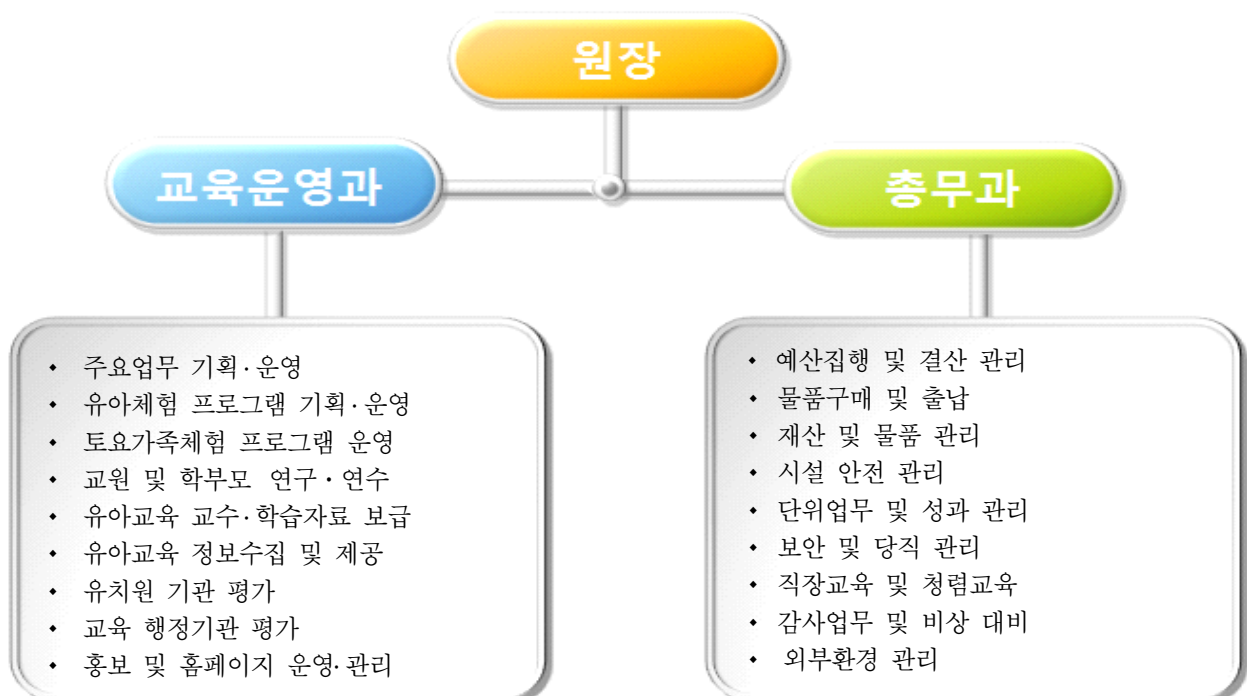 원장
교육운영과
총무과
• 주요업무 기획·운영
• 유아체험 프로그램 기획·운영
• 토요가족체험 프로그램 운영
• 교원 및 학부모 연구·연수
• 유아교육 교수·학습자료 보급
• 유아교육 정보수집 및 제공
• 유치원 기관 평가
• 교육 행정기관 평가
• 홍보 및 홈페이지 운영·관리
• 예산집행 및 결산 관리
• 물품구매 및 출납
• 재산 및 물품 관리
• 시설 안전 관리
• 단위업무 및 성과 관리
• 보안 및 당직 관리
• 직장교육 및 청렴교육
• 감사업무 및 비상 대비
• 외부환경 관리